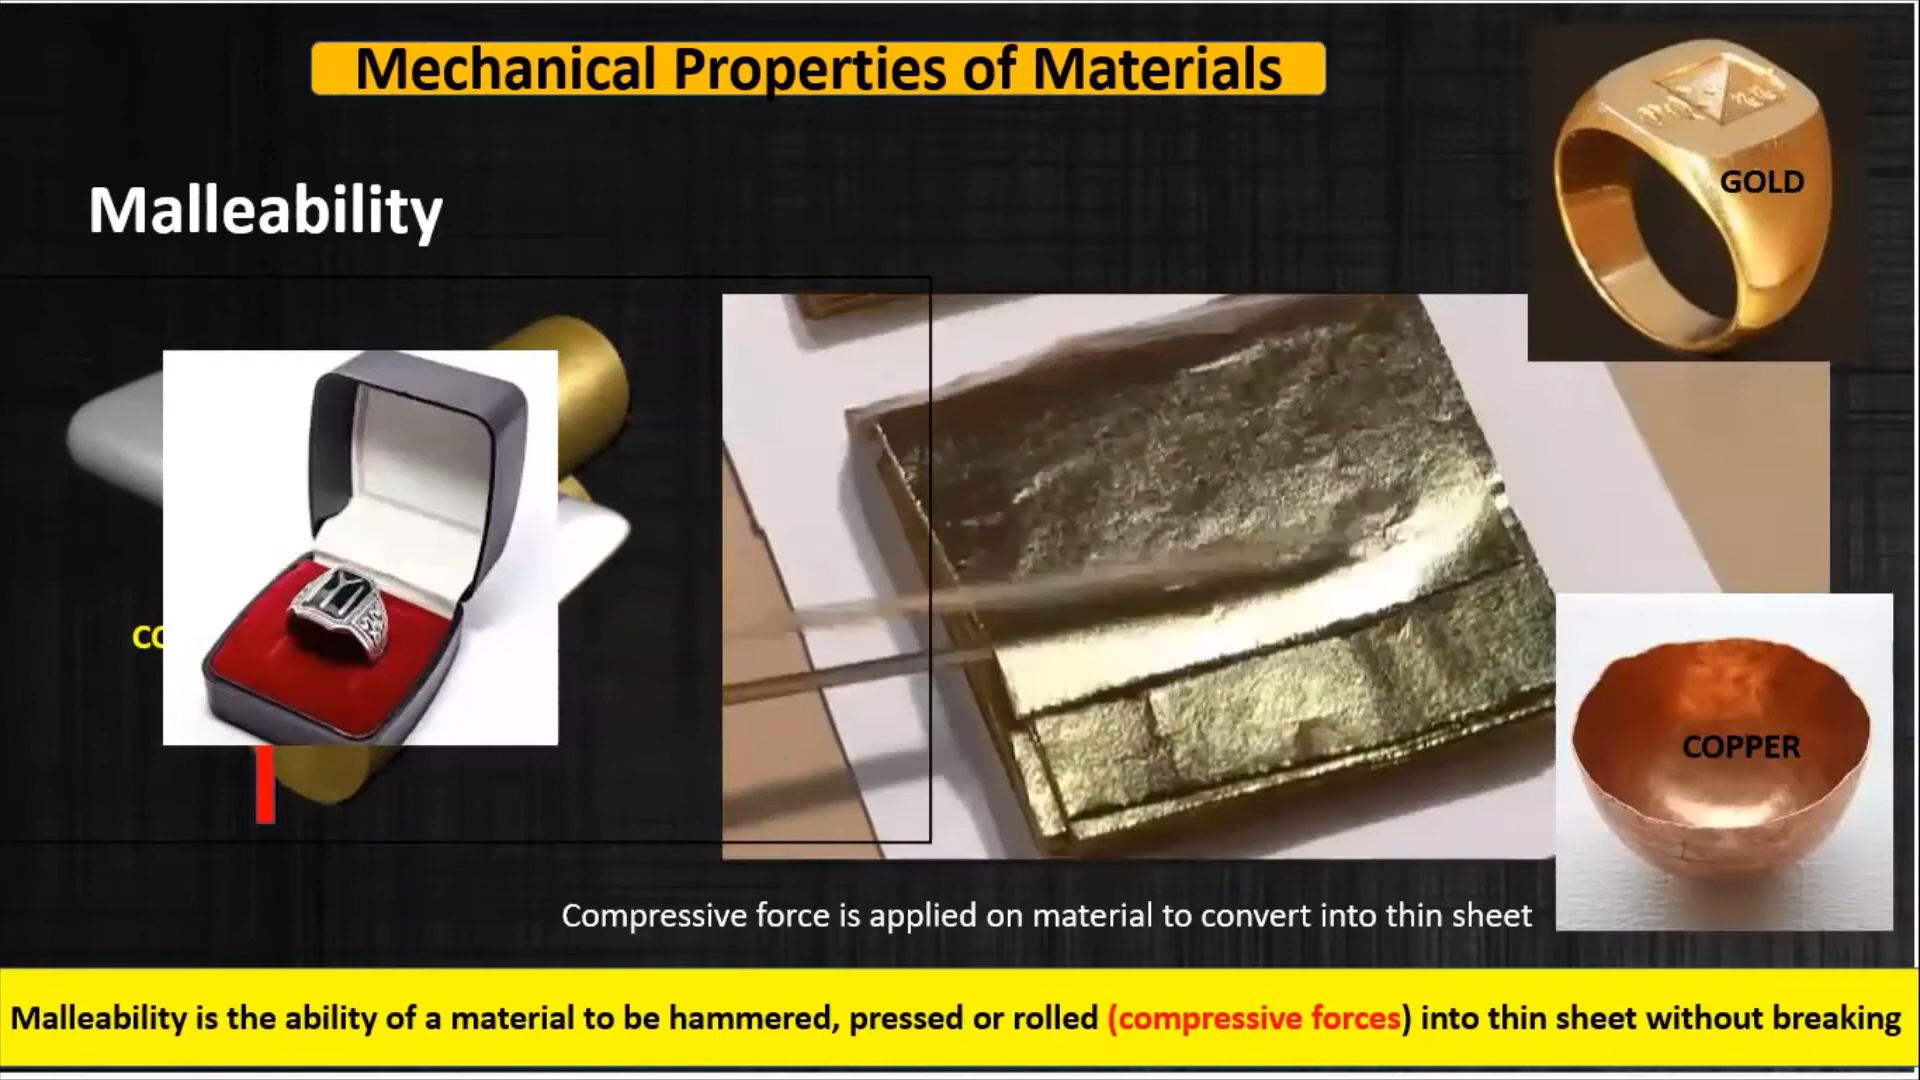 Mechanical Properties of Materials
GOLD
Malleability
COPPER
Compressive force is applied on material to convert into thin sheet
Malleability is the ability of a material to be hammered, pressed or rolled (compressive forces) into thin sheet without breaking